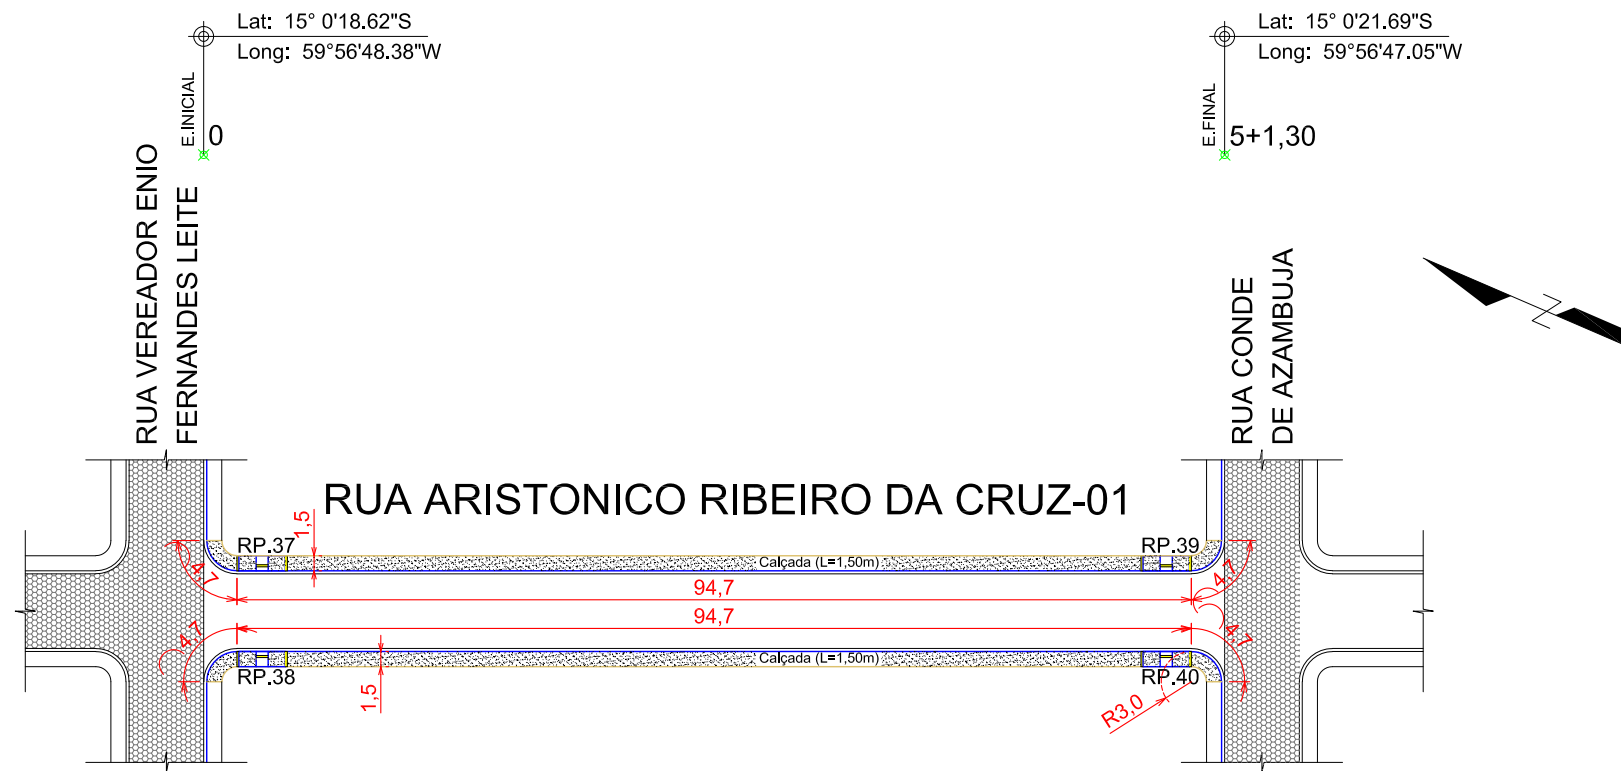 Lat: 15° 0'18.62"S
Long: 59°56'48.38"W
E.INICIAL
0
Lat: 15° 0'21.69"S
Long: 59°56'47.05"W
E.FINAL
5+1,30
RUA VEREADOR ENIO
FERNANDES LEITE
RUA CONDE
DE AZAMBUJA
N
RUA ARISTONICO RIBEIRO DA CRUZ-01
1,5
RP.37
RP.39
Calçada (L=1,50m)
4,7
94,7
4,7
4,7
94,7
4,7
Calçada (L=1,50m)
RP.38
RP.40
1,5
R3,0